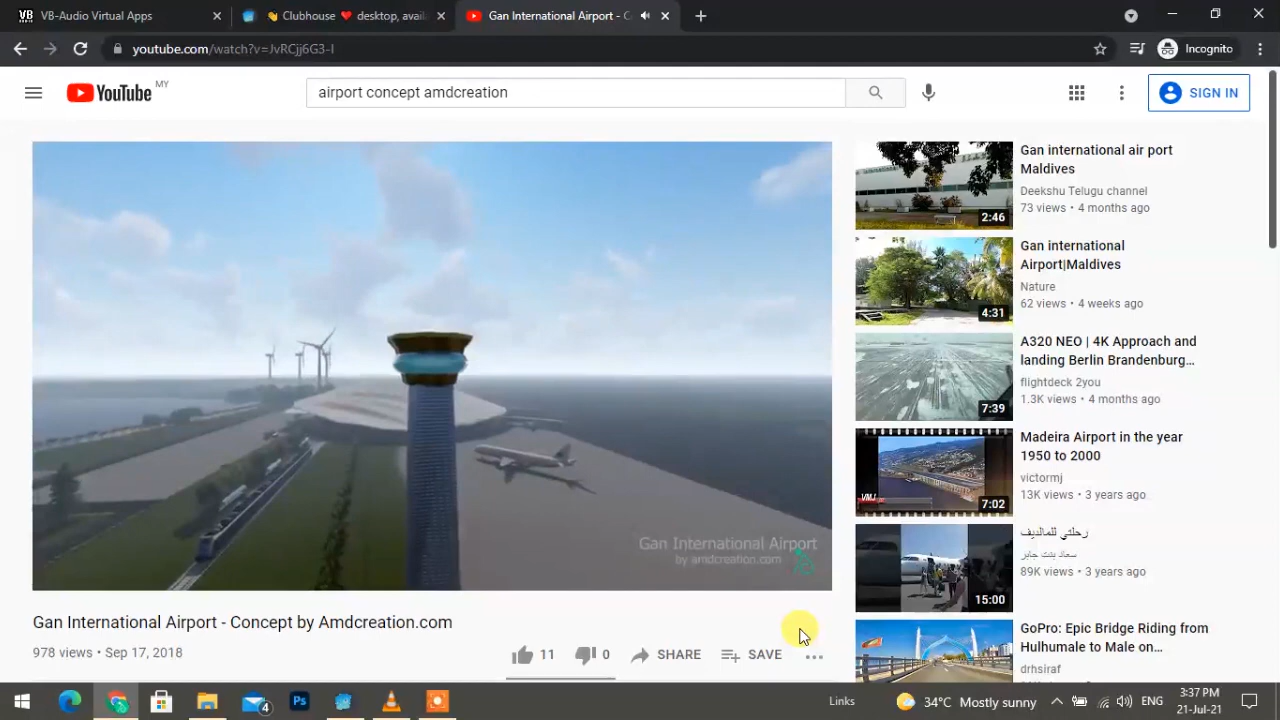 VB-Audio Virtual Apps
👋 Clubhouse ❤️ desktop, avail
Gan International Airport - C
youtube.com/watch?v=JvRCjj6G3-I
Incognito
YouTube MY
airport concept amdcreation
SIGN IN
Gan International Airport
by amdcreation.com
Gan International Airport - Concept by Amdcreation.com
978 views • Sep 17, 2018
11
0
SHARE
SAVE
2:46
Gan international air port
Maldives
Deekshu Telugu channel
73 views • 4 months ago
4:31
Gan international
Airport|Maldives
Nature
62 views • 4 weeks ago
7:39
A320 NEO | 4K Approach and
landing Berlin Brandenburg...
flightdeck 2you
1.3K views • 4 months ago
VMJ
7:02
Madeira Airport in the year
1950 to 2000
victormj
13K views • 3 years ago
15:00
رحلتي للمالديف
سعاد بنت جابر
89K views • 3 years ago
GoPro: Epic Bridge Riding from
Hulhumale to Male on...
drhsiraf
4
Ps
Links
34°C Mostly sunny
ENG
3:37 PM
21-Jul-21